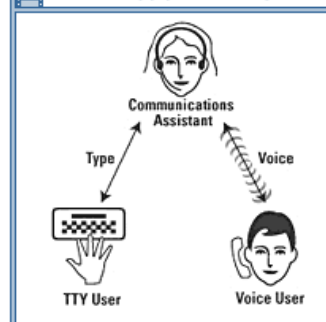 Communications
Assistant
Type
Voice
TTY User
Voice User